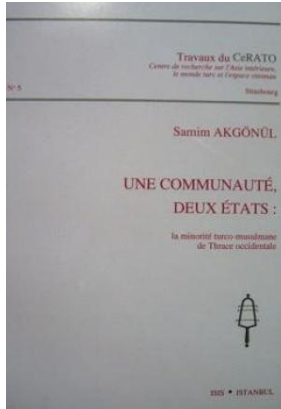 Travaux du CeRATO
Centre de recherche sur l'Asie intérieure,
le monde turc et l'espace ottoman
N° 5
Strasbourg
Samim AKGÖNÜL
UNE COMMUNAUTÉ,
DEUX ÉTATS :
la minorité turco-musulmane
de Thrace occidentale
ISIS • ISTANBUL